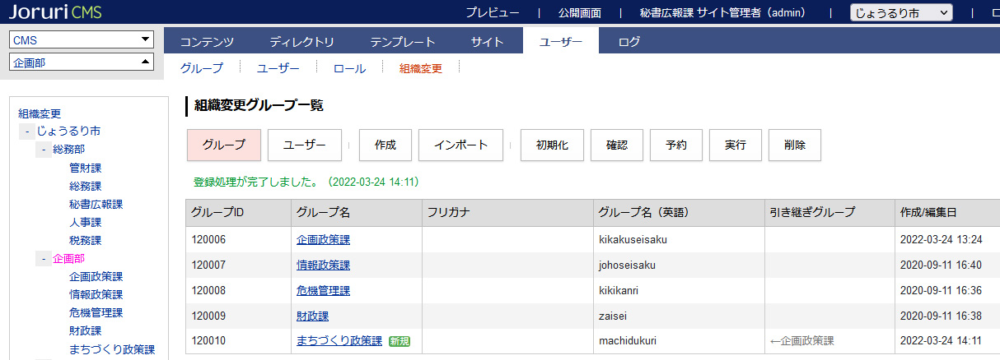 Joruri CMS プレビュー | 公開画面 | 秘書広報課 サイト管理者（admin） | じょうるり市 |
CMS
企画部
コンテンツ ディレクトリ テンプレート サイト ユーザー ログ
グループ ユーザー ロール 組織変更
組織変更
- じょうるり市
- 総務部
管財課
総務課
秘書広報課
人事課
税務課
- 企画部
企画政策課
情報政策課
危機管理課
財政課
まちづくり政策課
組織変更グループ一覧
グループ ユーザー 作成 インポート 初期化 確認 予約 実行 削除
登録処理が完了しました。（2022-03-24 14:11）
グループID グループ名 フリガナ グループ名（英語） 引き継ぎグループ 作成/編集日
120006 企画政策課 kikakuseisaku 2022-03-24 13:24
120007 情報政策課 johoseisaku 2020-09-11 16:40
120008 危機管理課 kikikanri 2020-09-11 16:36
120009 財政課 zaisei 2020-09-11 16:38
120010 まちづくり政策課 新規 machidukuri ←企画政策課 2022-03-24 14:11